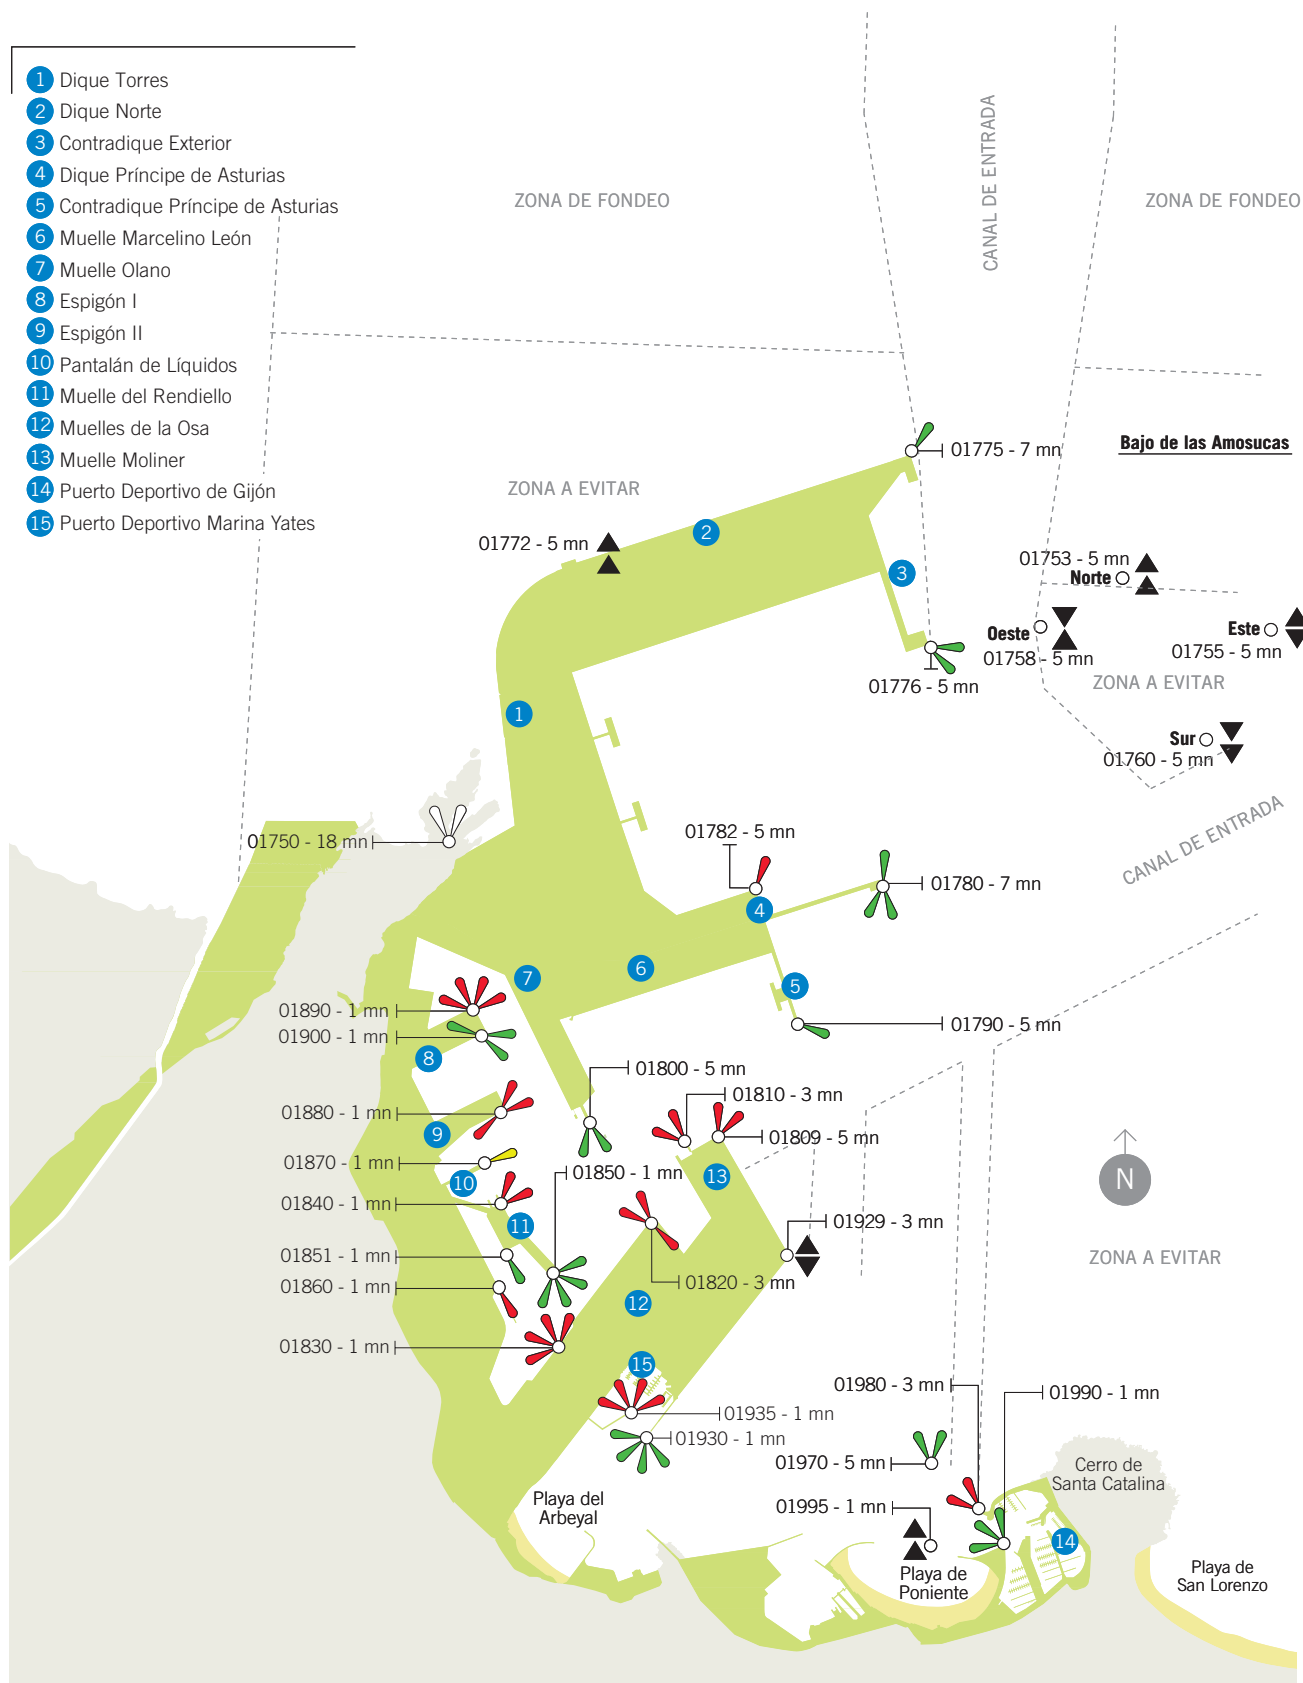 1 Dique Torres
2 Dique Norte
3 Contradique Exterior
4 Dique Príncipe de Asturias
5 Contradique Príncipe de Asturias
6 Muelle Marcelino León
7 Muelle Olano
8 Espigón I
9 Espigón II
10 Pantalán de Líquidos
11 Muelle del Rendiello
12 Muelles de la Osa
13 Muelle Moliner
14 Puerto Deportivo de Gijón
15 Puerto Deportivo Marina Yates
ZONA DE FONDEO
CANAL DE ENTRADA
ZONA DE FONDEO
01775 - 7 mn
Bajo de las Amosucas
ZONA A EVITAR
01772 - 5 mn
2
3
01753 - 5 mn
Norte
Oeste
01758 - 5 mn
Este
01755 - 5 mn
01776 - 5 mn
ZONA A EVITAR
1
Sur
01760 - 5 mn
CANAL DE ENTRADA
01750 - 18 mn
01782 - 5 mn
01780 - 7 mn
4
6
7
5
01890 - 1 mn
01900 - 1 mn
01790 - 5 mn
8
01800 - 5 mn
01810 - 3 mn
01880 - 1 mn
9
01809 - 5 mn
01870 - 1 mn
01850 - 1 mn
10
13
01840 - 1 mn
11
01929 - 3 mn
N
01851 - 1 mn
ZONA A EVITAR
01860 - 1 mn
01820 - 3 mn
12
01830 - 1 mn
15
01980 - 3 mn
01990 - 1 mn
01935 - 1 mn
01930 - 1 mn
01970 - 5 mn
Cerro de
Santa Catalina
Playa del
Arbeyal
01995 - 1 mn
14
Playa de
Poniente
Playa de
San Lorenzo